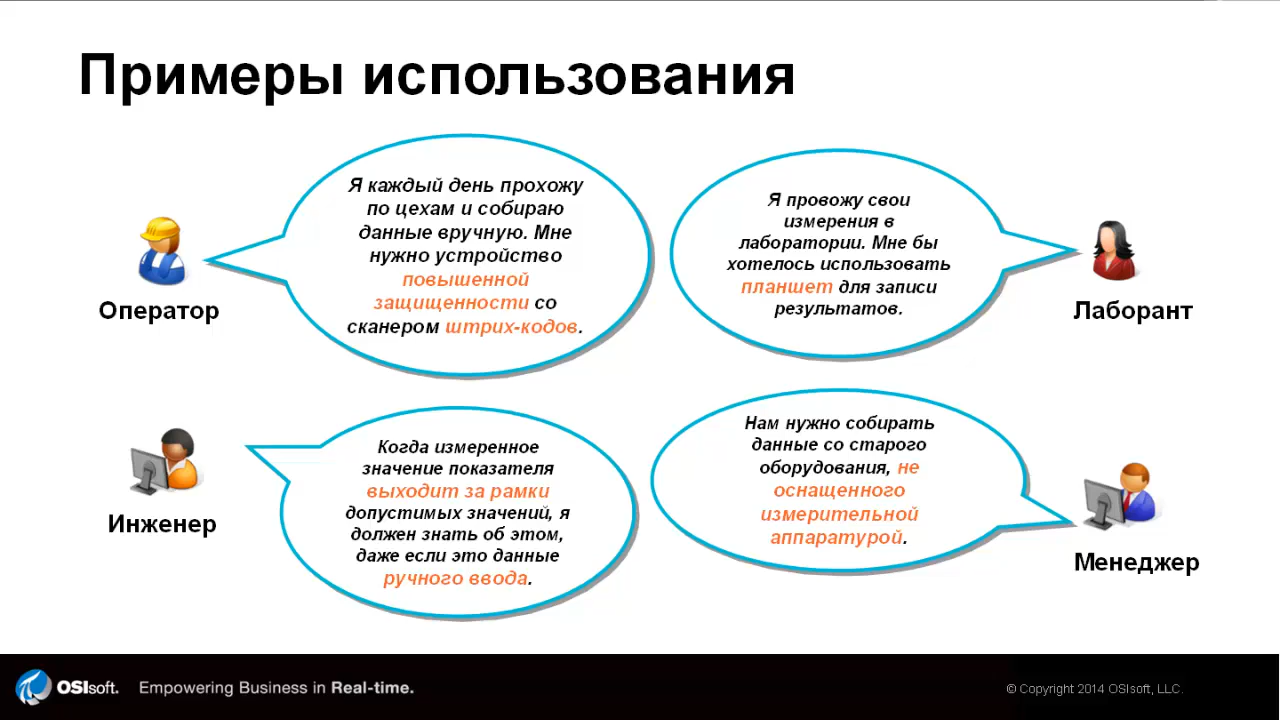 Примеры использования
Я каждый день прохожу
по цехам и собираю
данные вручную. Мне
нужно устройство
повышенной
защищенности со
сканером штрих-кодов.
Оператор
Я провожу свои
измерения в
лаборатории. Мне бы
хотелось использовать
планшет для записи
результатов.
Лаборант
Когда измеренное
значение показателя
выходит за рамки
допустимых значений, я
должен знать об этом,
даже если это данные
ручного ввода.
Инженер
Нам нужно собирать
данные со старого
оборудования, не
оснащенного
измерительной
аппаратурой.
Менеджер
OSIsoft. Empowering Business in Real-time.
© Copyright 2014 OSIsoft, LLC.